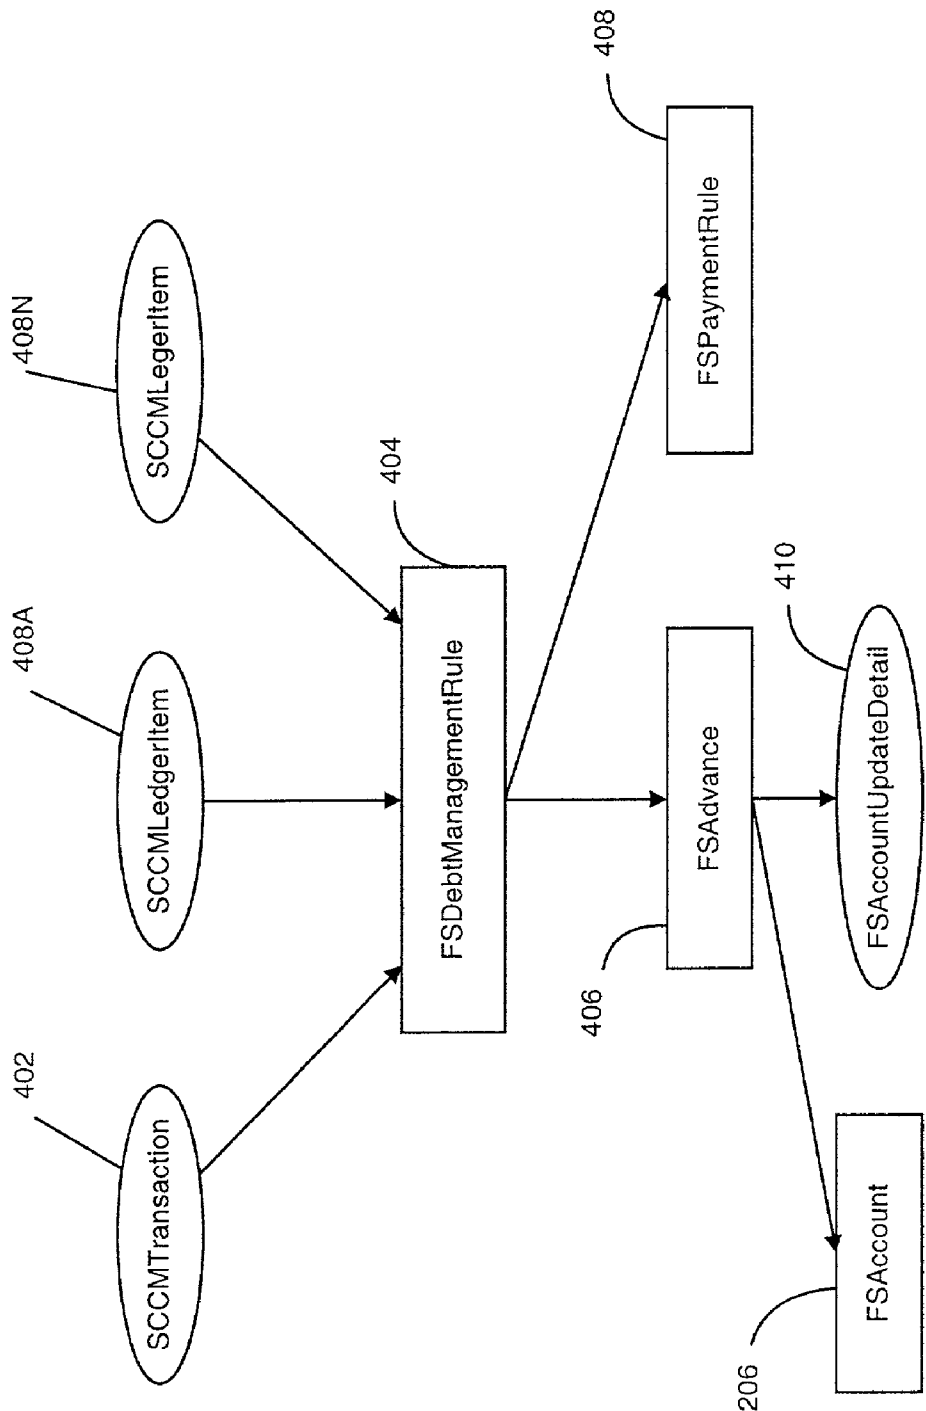 402
SCCMTransaction
408A
SCCMLedgerItem
408N
SCCMLegerItem
404
FSDebtManagementRule
406
FSAdvance
408
FSPaymentRule
206
FSAccount
410
FSAccountUpdateDetail